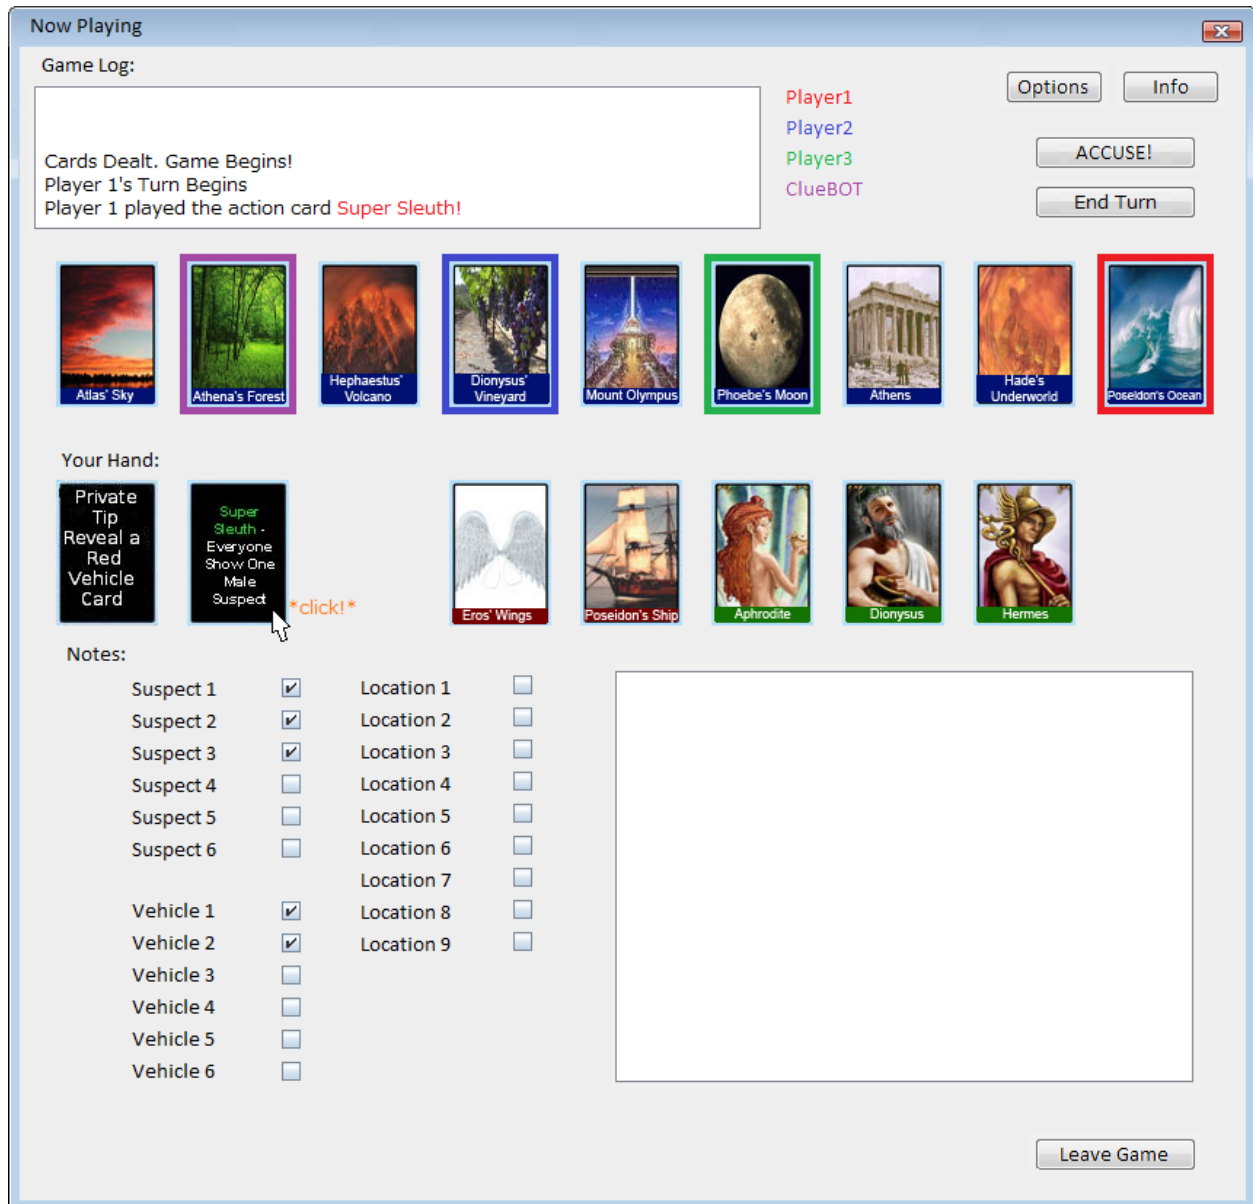 Now Playing
Game Log:
Options
Info
Player1
Player2
Player3
ClueBOT
ACCUSE!
End Turn
Cards Dealt. Game Begins!
Player 1's Turn Begins
Player 1 played the action card Super Sleuth!
Atlas' Sky
Athena's Forest
Hephaestus'
Volcano
Dionysus'
Vineyard
Mount Olympus
Phoebe's Moon
Athens
Hade's
Underworld
Poseidon's Ocean
Your Hand:
Private
Tip
Reveal a
Red
Vehicle
Card
Super
Sleuth -
Everyone
Show One
Male
Suspect
*click!*
Eros' Wings
Poseidon's Ship
Aphrodite
Dionysus
Hermes
Notes:
Suspect 1
Suspect 2
Suspect 3
Suspect 4
Suspect 5
Suspect 6
Vehicle 1
Vehicle 2
Vehicle 3
Vehicle 4
Vehicle 5
Vehicle 6
Location 1
Location 2
Location 3
Location 4
Location 5
Location 6
Location 7
Location 8
Location 9
Leave Game